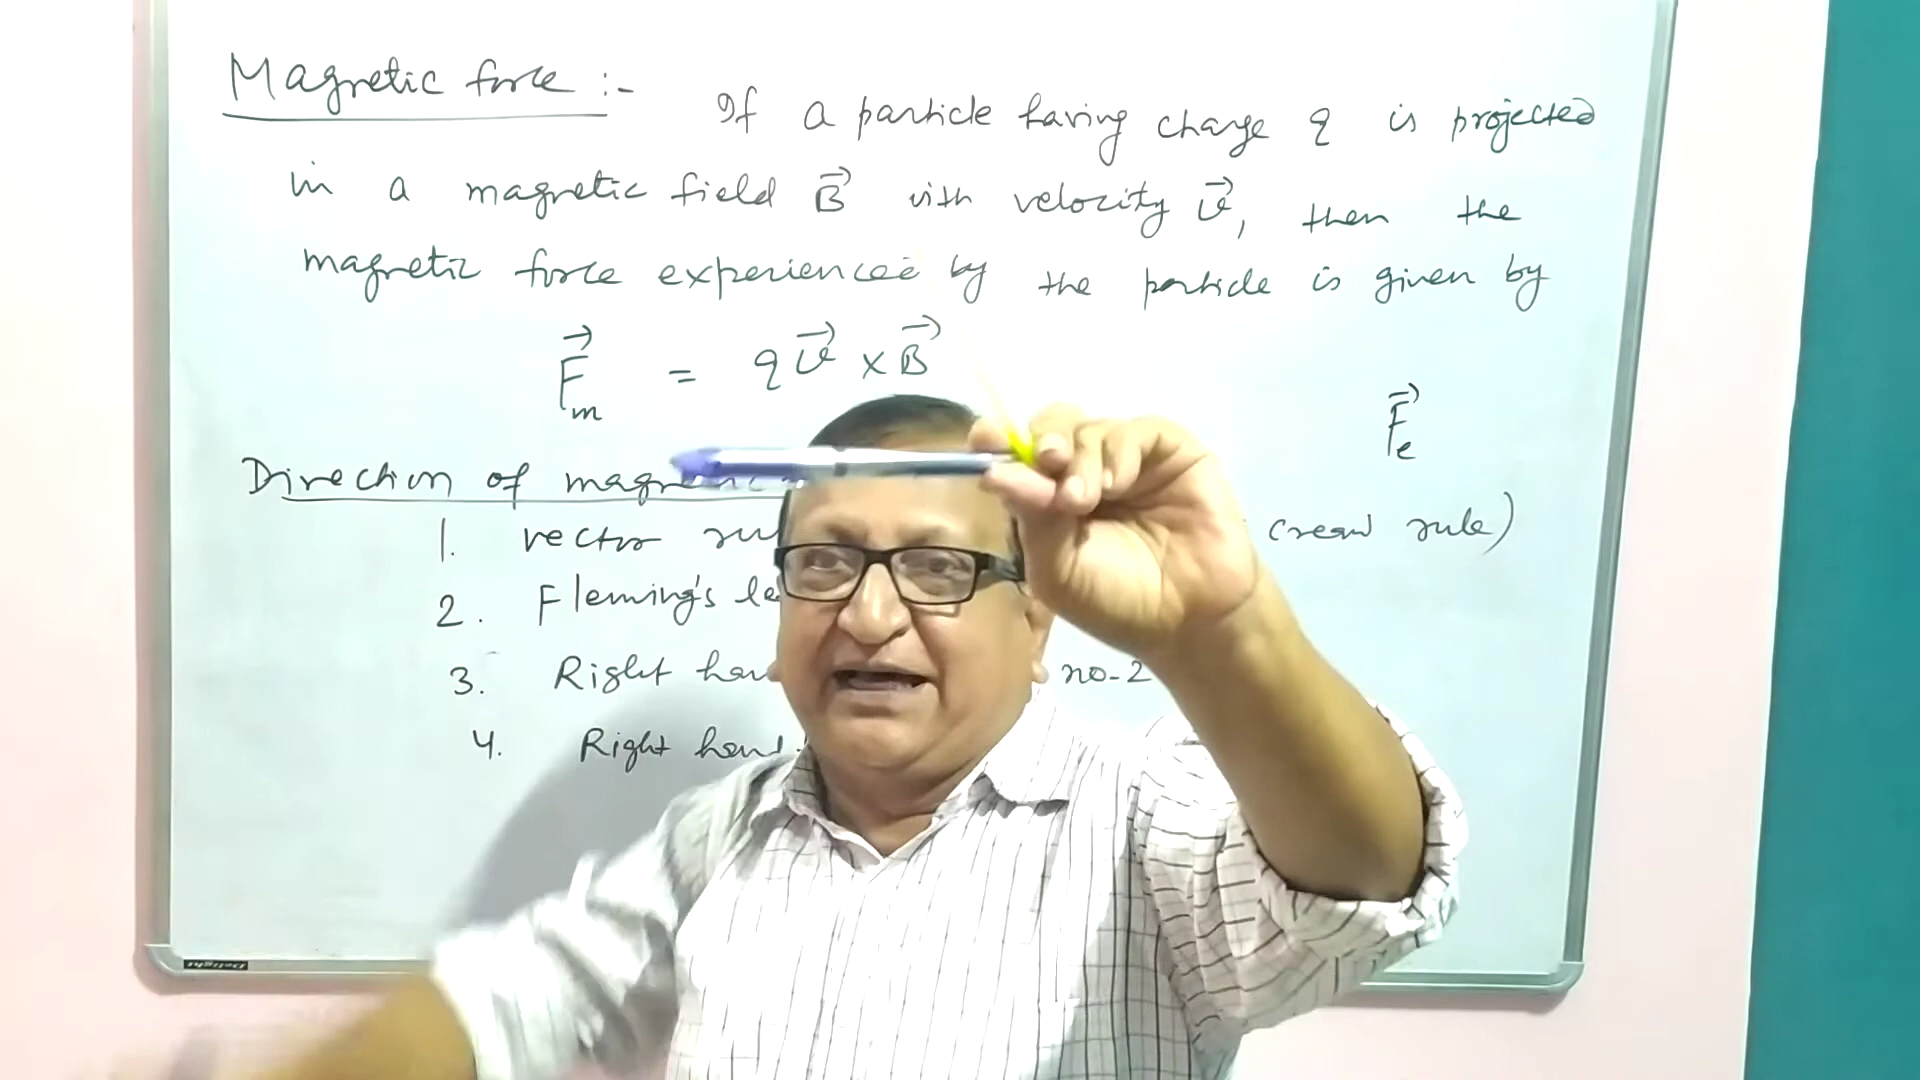 Magnetic force :- If a particle having charge q is projected
in a magnetic field B⃗ with velocity v⃗, then the
magnetic force experienced by the particle is given by
F⃗m = q v⃗ × B⃗
F⃗e
Direction of
1. vector screw rule)
2. Fleming's
3. Right no-2
4. Right
Delight